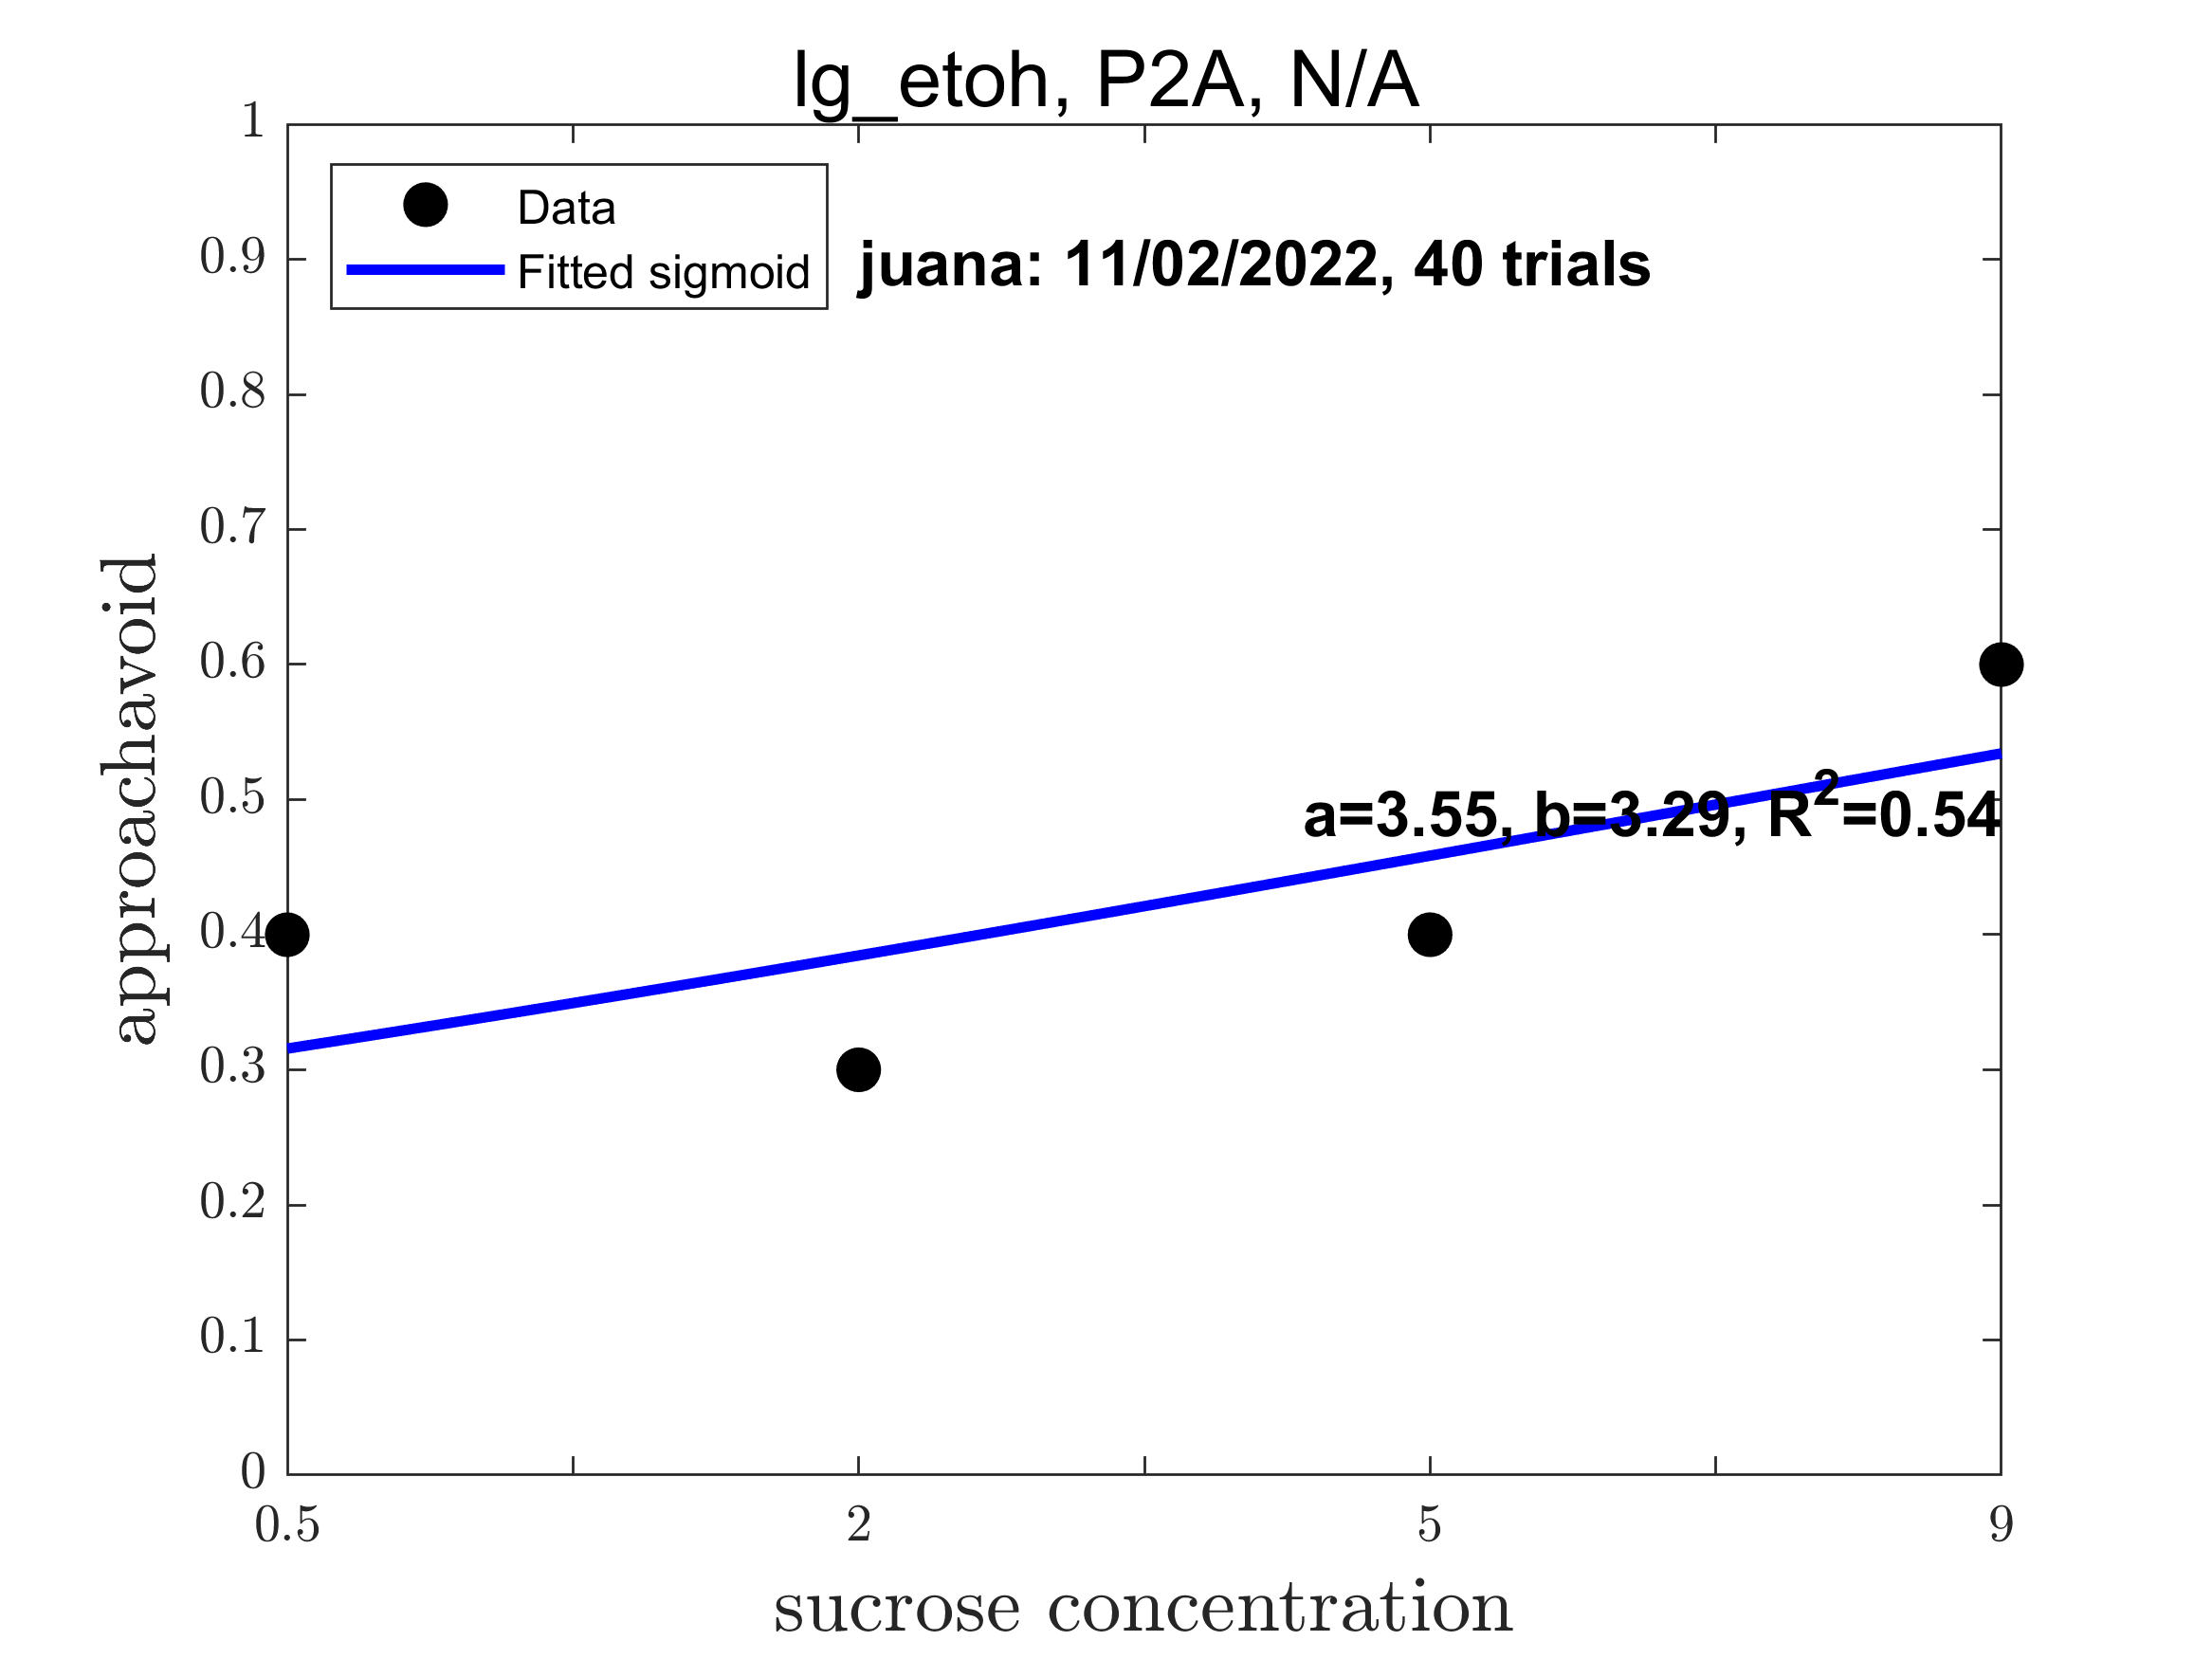 lg_etoh, P2A, N/A
1
Data
Fitted sigmoid
juana: 11/02/2022, 40 trials
0.9
0.8
0.7
0.6
0.5
a=3.55, b=3.29, R²=0.54
0.4
0.3
0.2
0.1
0
approachavoid
0.5 2 5 9
sucrose concentration